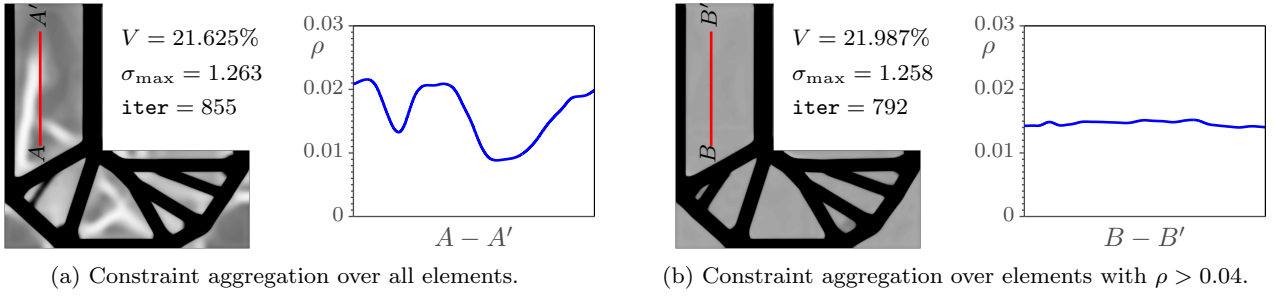 A A′
V = 21.625%
σmax = 1.263
iter = 855
0.03
ρ
0.02
0.01
0
A − A′
(a) Constraint aggregation over all elements.
B B′
V = 21.987%
σmax = 1.258
iter = 792
0.03
ρ
0.02
0.01
0
B − B′
(b) Constraint aggregation over elements with ρ > 0.04.